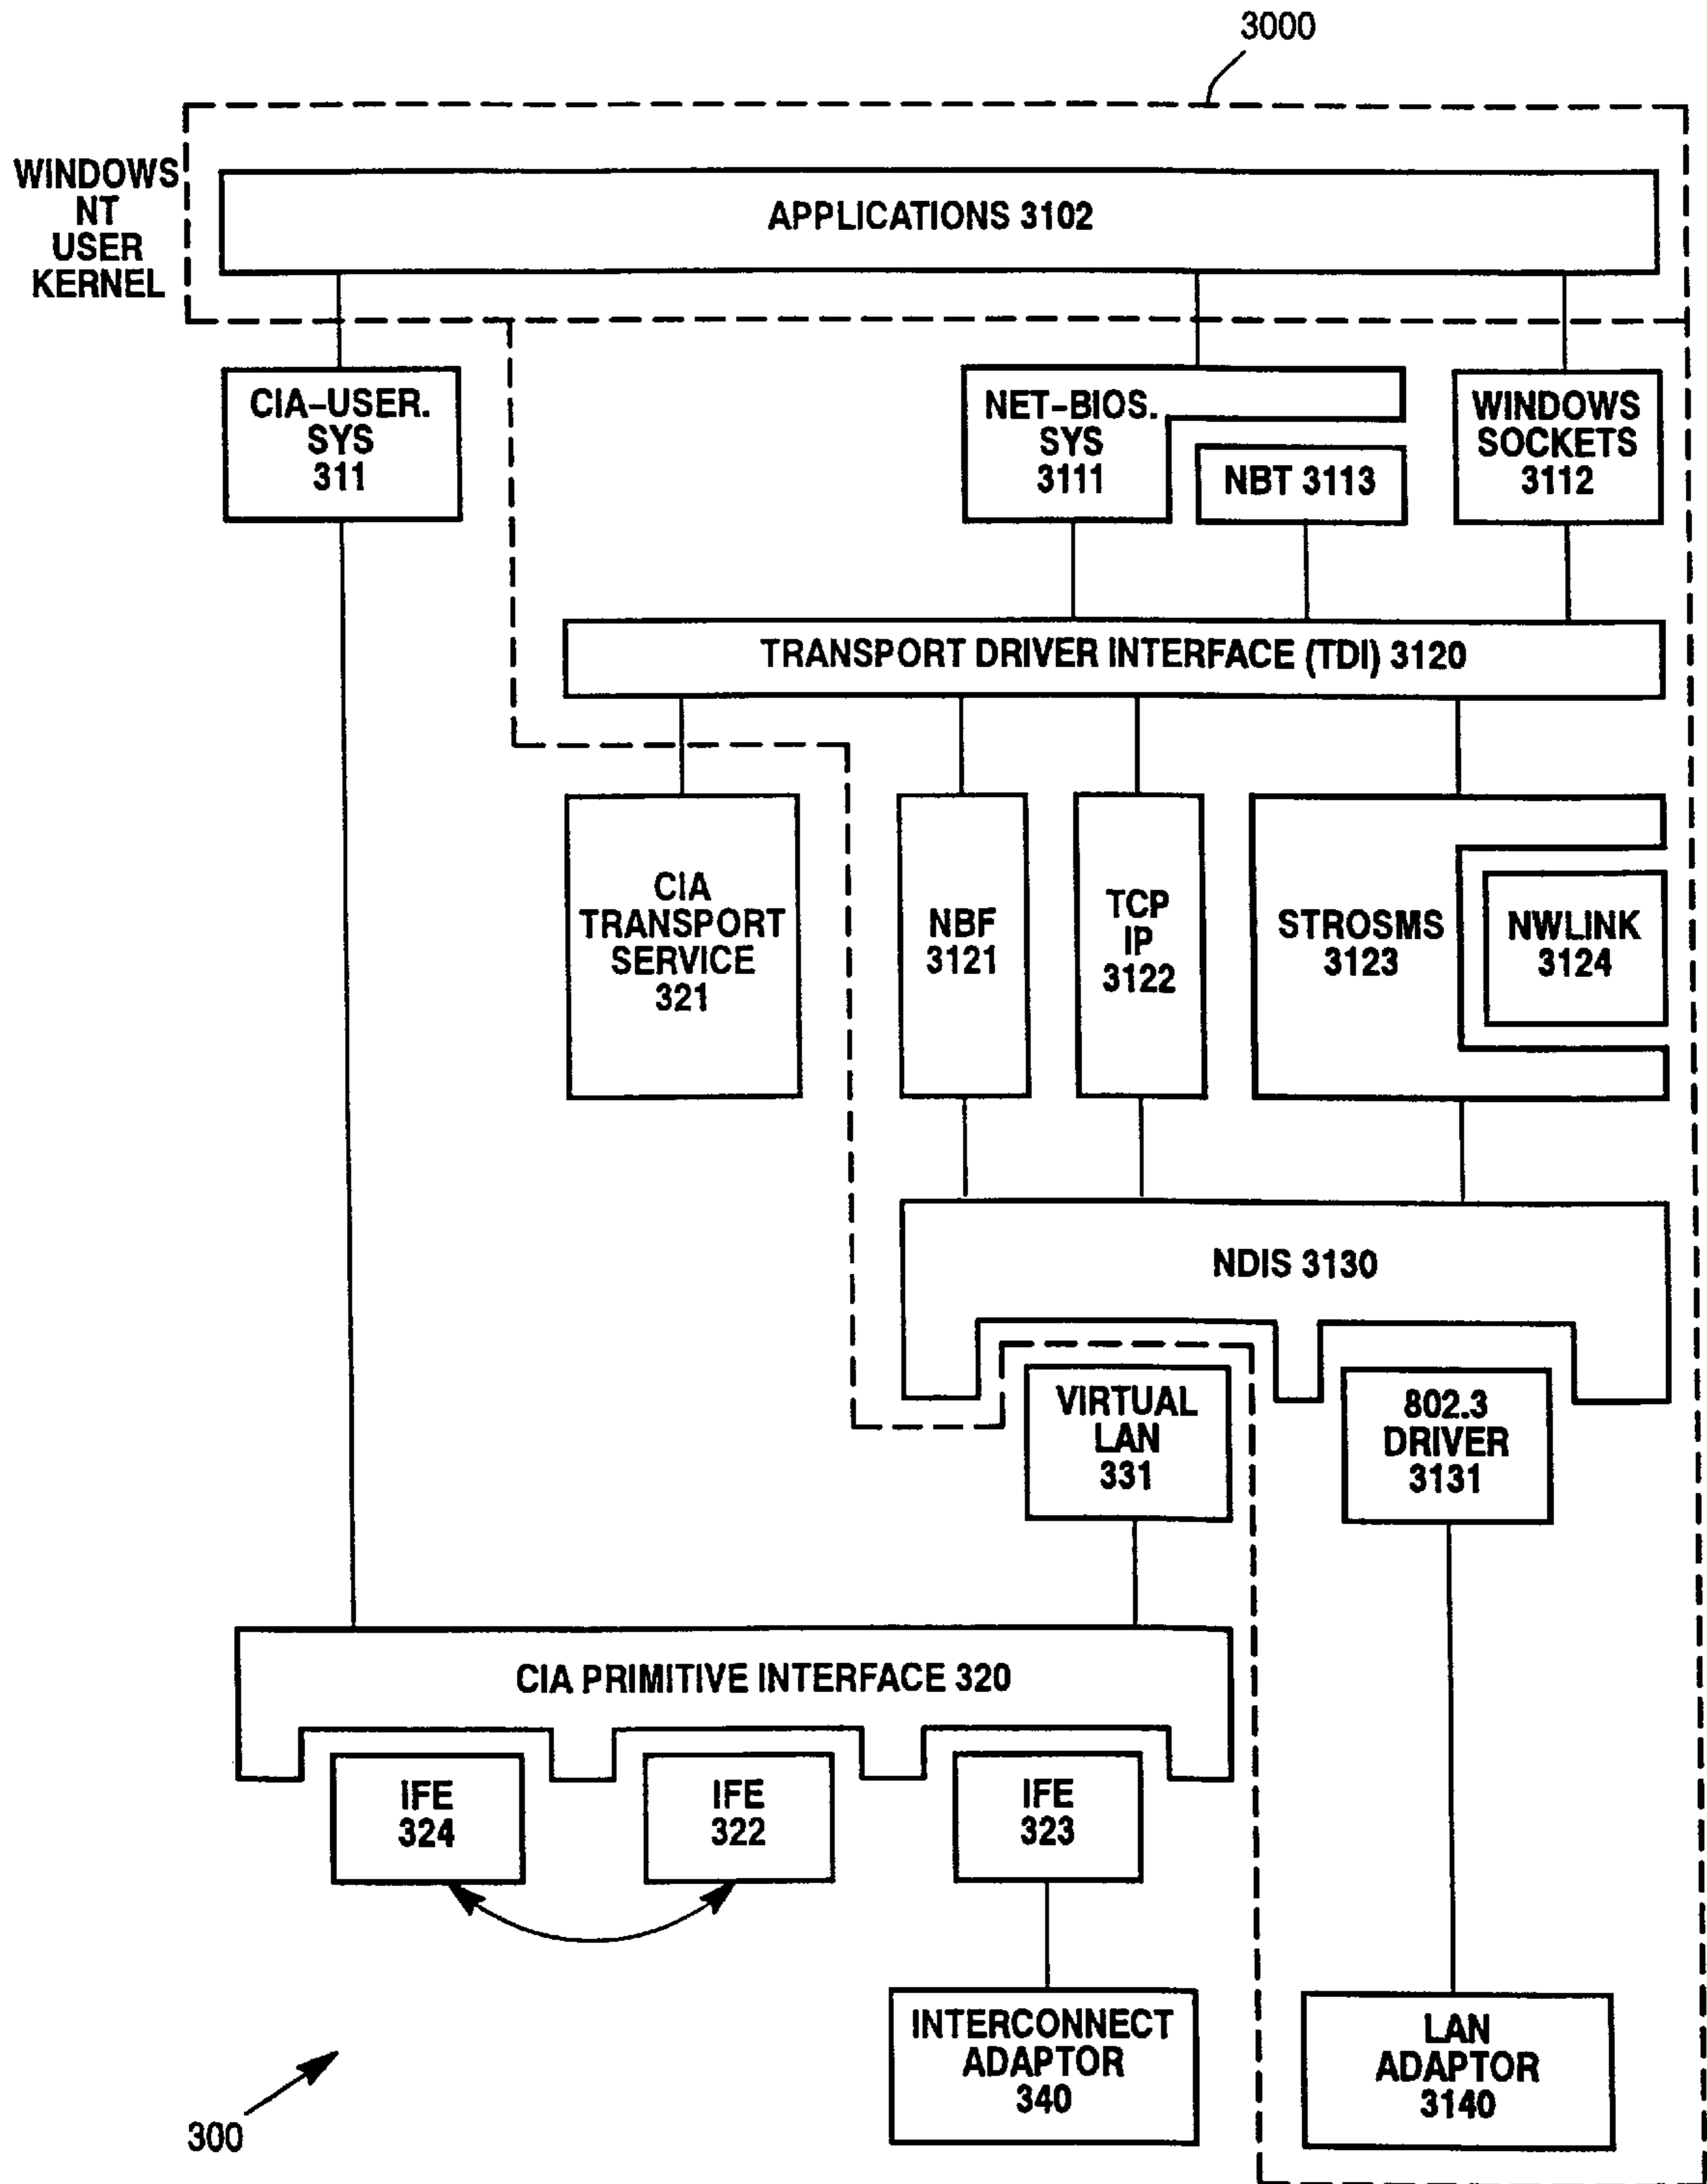 3000
WINDOWS
NT
USER
KERNEL
APPLICATIONS 3102
CIA-USER.
SYS
311
NET-BIOS.
SYS
3111
NBT 3113
WINDOWS
SOCKETS
3112
TRANSPORT DRIVER INTERFACE (TDI) 3120
CIA
TRANSPORT
SERVICE
321
NBF
3121
TCP
IP
3122
STROSMS
3123
NWLINK
3124
NDIS 3130
VIRTUAL
LAN
331
802.3
DRIVER
3131
CIA PRIMITIVE INTERFACE 320
IFE
324
IFE
322
IFE
323
INTERCONNECT
ADAPTOR
340
LAN
ADAPTOR
3140
300